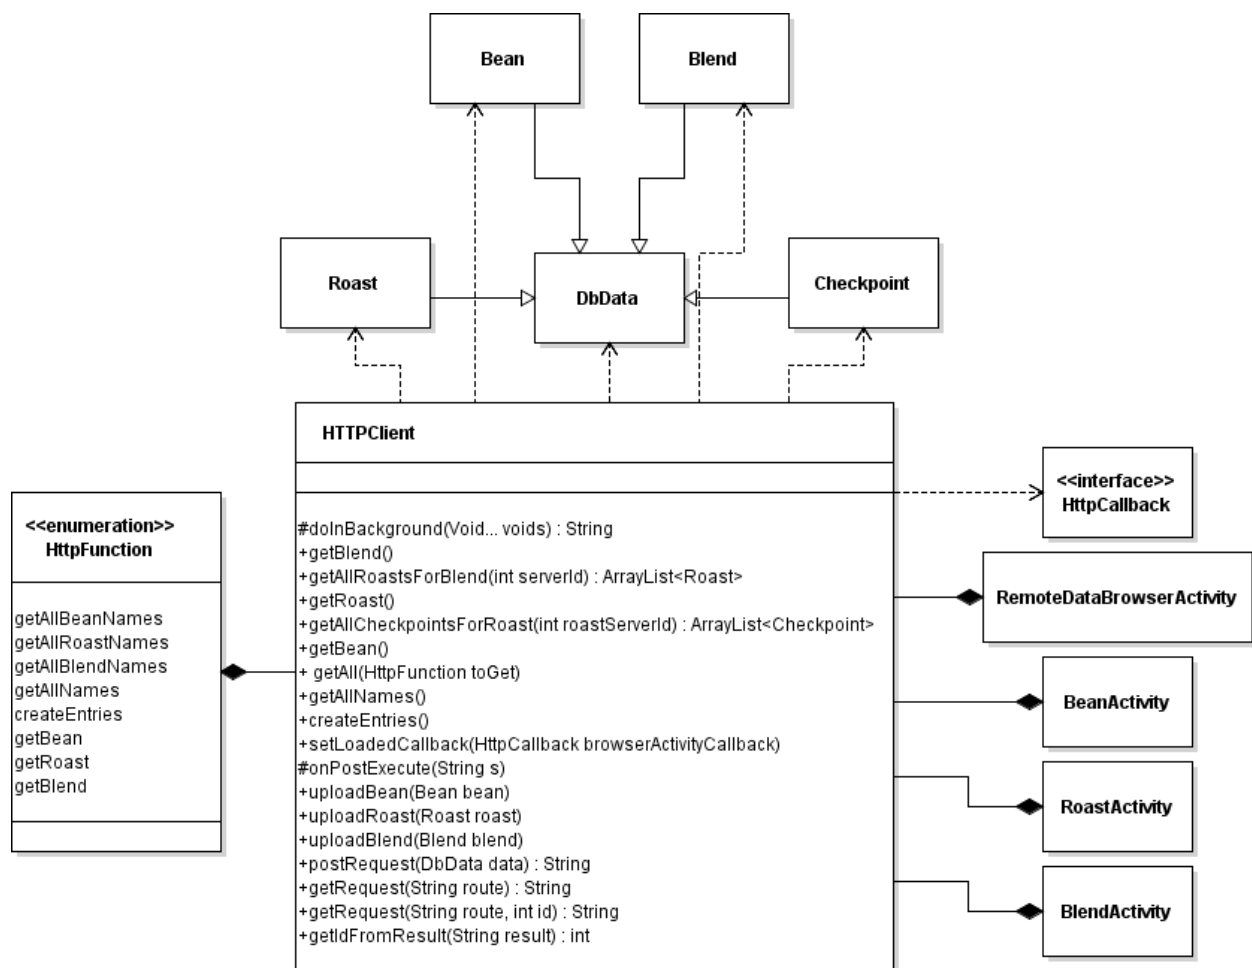 Bean
Blend
Roast
DbData
Checkpoint
HTTPClient
#doInBackground(Void... voids) : String
+getBlend()
+getAllRoastsForBlend(int serverId) : ArrayList<Roast>
+getRoast()
+getAllCheckpointsForRoast(int roastServerId) : ArrayList<Checkpoint>
+getBean()
+ getAll(HttpFunction toGet)
+getAllNames()
+createEntries()
+setLoadedCallback(HttpCallback browserActivityCallback)
#onPostExecute(String s)
+uploadBean(Bean bean)
+uploadRoast(Roast roast)
+uploadBlend(Blend blend)
+postRequest(DbData data) : String
+getRequest(String route) : String
+getRequest(String route, int id) : String
+getIdFromResult(String result) : int
<<enumeration>>
HttpFunction
getAllBeanNames
getAllRoastNames
getAllBlendNames
getAllNames
createEntries
getBean
getRoast
getBlend
<<interface>>
HttpCallback
RemoteDataBrowserActivity
BeanActivity
RoastActivity
BlendActivity